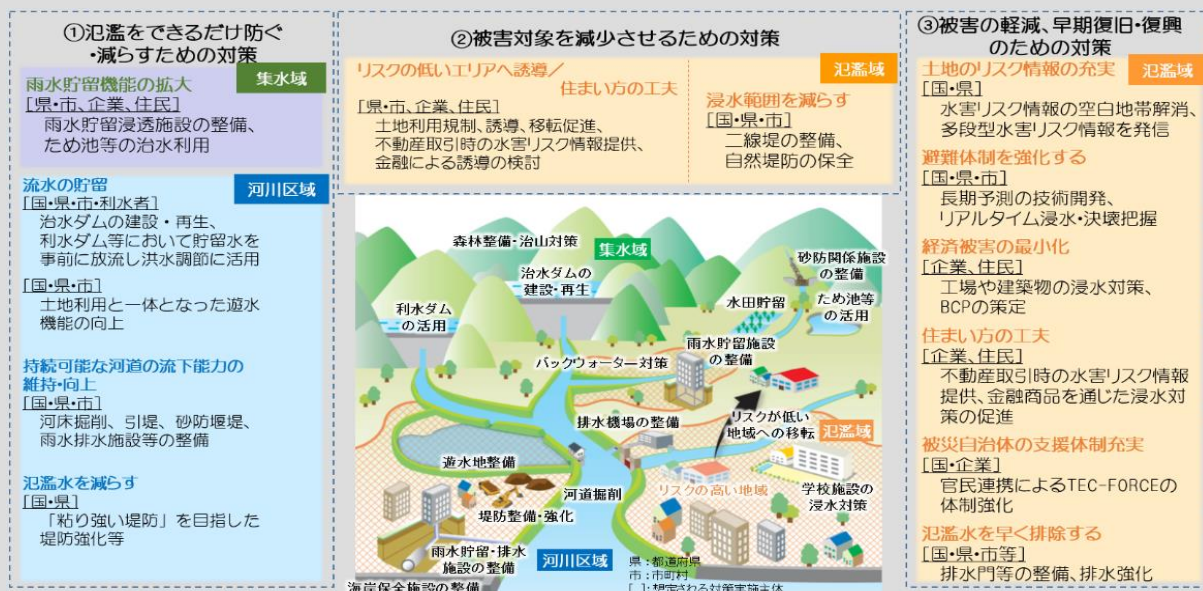 ①氾濫をできるだけ防ぐ
・減らすための対策
集水域
雨水貯留機能の拡大
[県・市、企業、住民]
雨水貯留浸透施設の整備、
ため池等の治水利用
流水の貯留
河川区域
[国・県・市・利水者]
治水ダムの建設・再生、
利水ダム等において貯留水を
事前に放流し洪水調節に活用
[国・県・市]
土地利用と一体となった遊水
機能の向上
持続可能な河道の流下能力の
維持・向上
[国・県・市]
河床掘削、引堤、砂防堰堤、
雨水排水施設等の整備
氾濫水を減らす
[国・県]
「粘り強い堤防」を目指した
堤防強化等
②被害対象を減少させるための対策
リスクの低いエリアへ誘導／
住まい方の工夫
[県・市、企業、住民]
土地利用規制、誘導、移転促進、
不動産取引時の水害リスク情報提供、
金融による誘導の検討
氾濫域
浸水範囲を減らす
[国・県・市]
二線堤の整備、
自然堤防の保全
森林整備・治山対策
集水域
治水ダムの
建設・再生
砂防関係施設
の整備
利水ダム
の活用
水田貯留
ため池等
の活用
バックウォーター対策
雨水貯留施設
の整備
排水機場の整備
リスクが低い
地域への移転
氾濫域
遊水地整備
河道掘削
リスクの高い地域
学校施設の
浸水対策
堤防整備・強化
雨水貯留・排水
施設の整備
河川区域
海岸保全施設の整備
県：都道府県
市：市町村
[ ]：想定される対策実施主体
③被害の軽減、早期復旧・復興
のための対策
土地のリスク情報の充実
氾濫域
[国・県]
水害リスク情報の空白地帯解消、
多段型水害リスク情報を発信
避難体制を強化する
[国・県・市]
長期予測の技術開発、
リアルタイム浸水・決壊把握
経済被害の最小化
[企業、住民]
工場や建築物の浸水対策、
BCPの策定
住まい方の工夫
[企業、住民]
不動産取引時の水害リスク情報
提供、金融商品を通じた浸水対
策の促進
被災自治体の支援体制充実
[国・企業]
官民連携によるTEC-FORCEの
体制強化
氾濫水を早く排除する
[国・県・市等]
排水門等の整備、排水強化